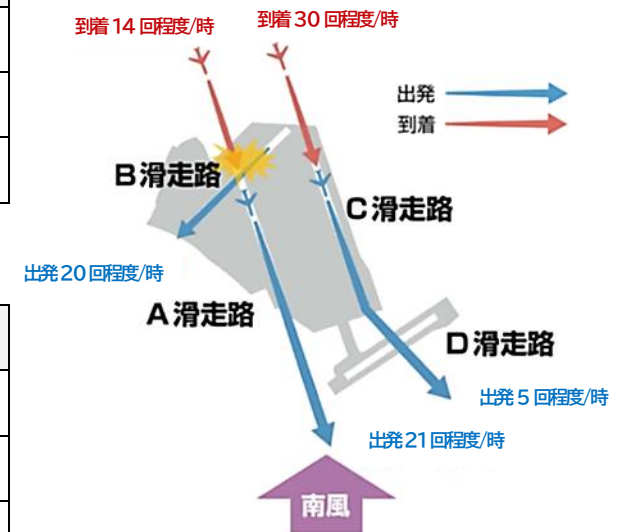 到着14回程度/時
到着30回程度/時
出発
到着
B滑走路
C滑走路
出発20回程度/時
A滑走路
D滑走路
出発5回程度/時
出発21回程度/時
南風